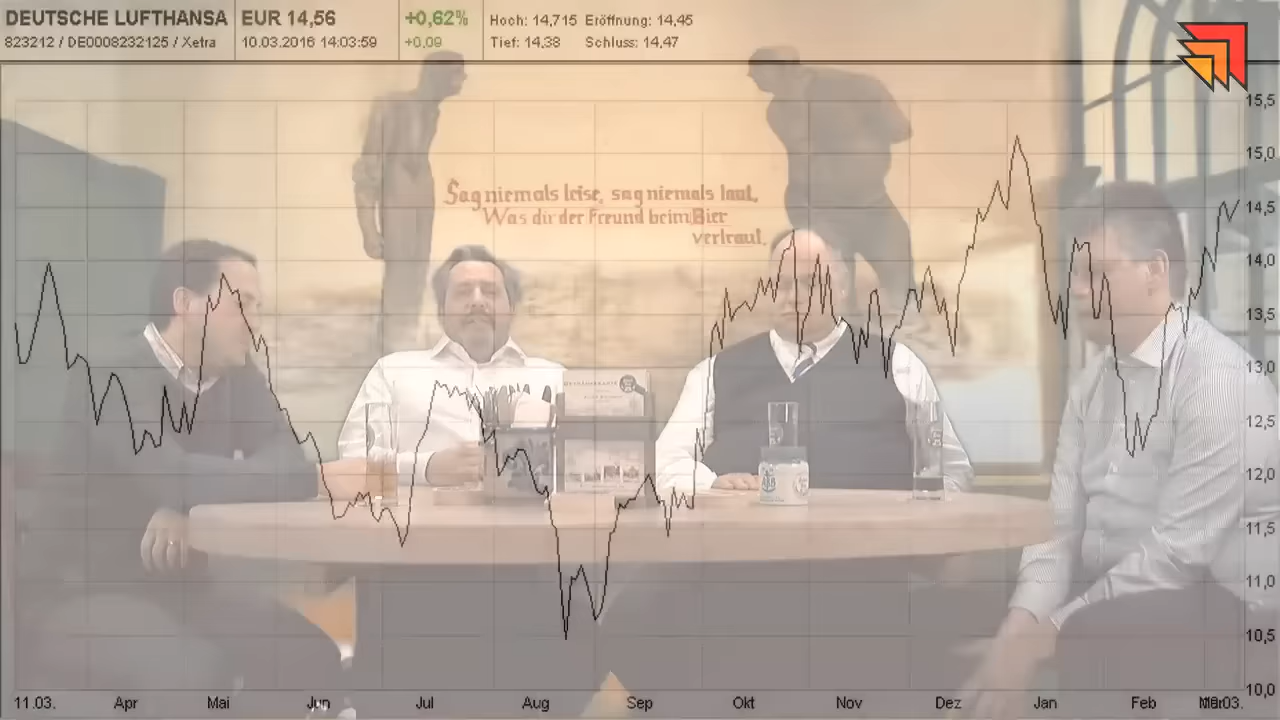 DEUTSCHE LUFTHANSA EUR 14,56 +0,62% Hoch: 14,715 Eröffnung: 14,45
823212 / DE0008232125 / Xetra 10.03.2016 14:03:59 +0,09 Tief: 14,38 Schluss: 14,47
15,5
15,0
Sag niemals leise, sag niemals laut,
Was dir der Freund beim Bier
vertraut.
14,5
14,0
13,5
13,0
12,5
12,0
11,5
11,0
10,5
10,0
11.03. Apr Mai Jun Jul Aug Sep Okt Nov Dez Jan Feb